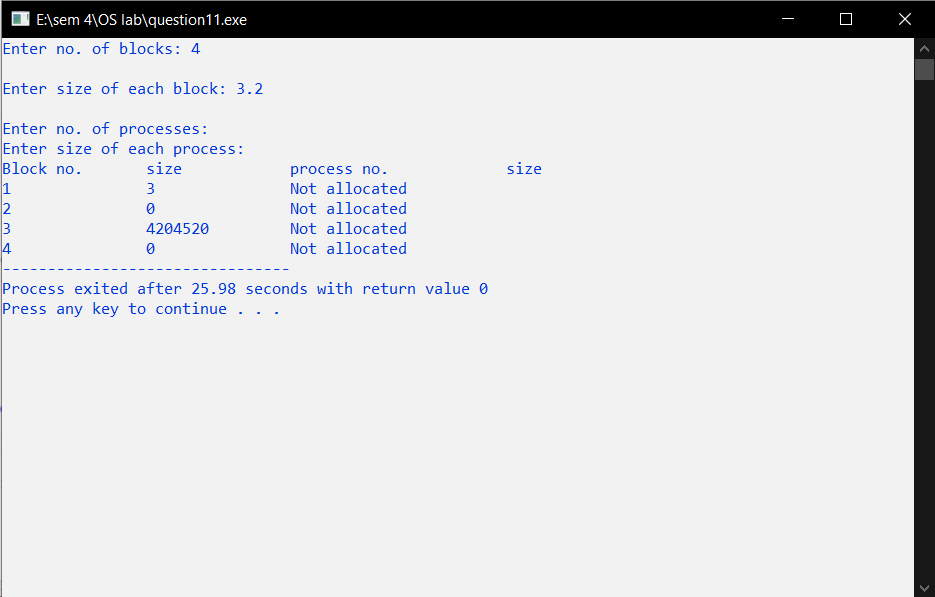 E:\sem 4\OS lab\question11.exe
Enter no. of blocks: 4
Enter size of each block: 3.2
Enter no. of processes:
Enter size of each process:
Block no. size process no. size
1 3 Not allocated
2 0 Not allocated
3 4204520 Not allocated
4 0 Not allocated
--------------------------------
Process exited after 25.98 seconds with return value 0
Press any key to continue . . .